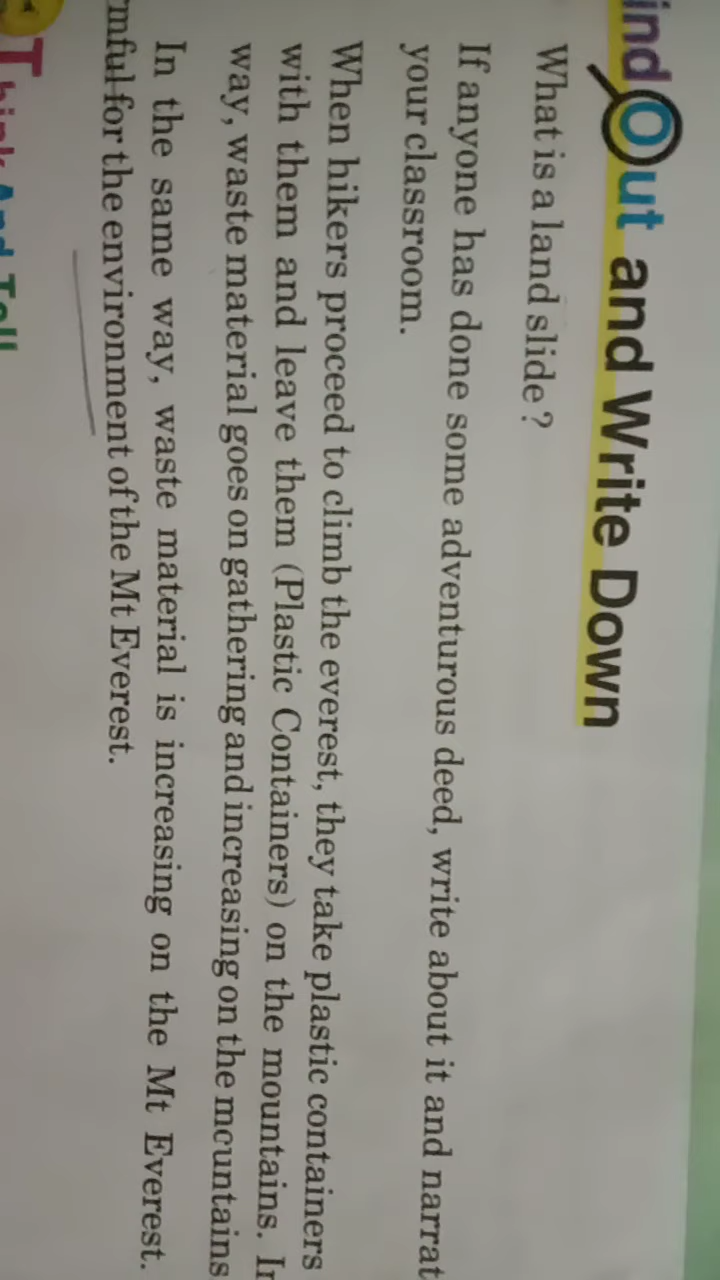 ind Out and Write Down
What is a land slide ?
If anyone has done some adventurous deed, write about it and narrat
your classroom.
When hikers proceed to climb the everest, they take plastic containers
with them and leave them (Plastic Containers) on the mountains. In
way, waste material goes on gathering and increasing on the mountains
In the same way, waste material is increasing on the Mt Everest.
mful for the environment of the Mt Everest.
Think And Tell